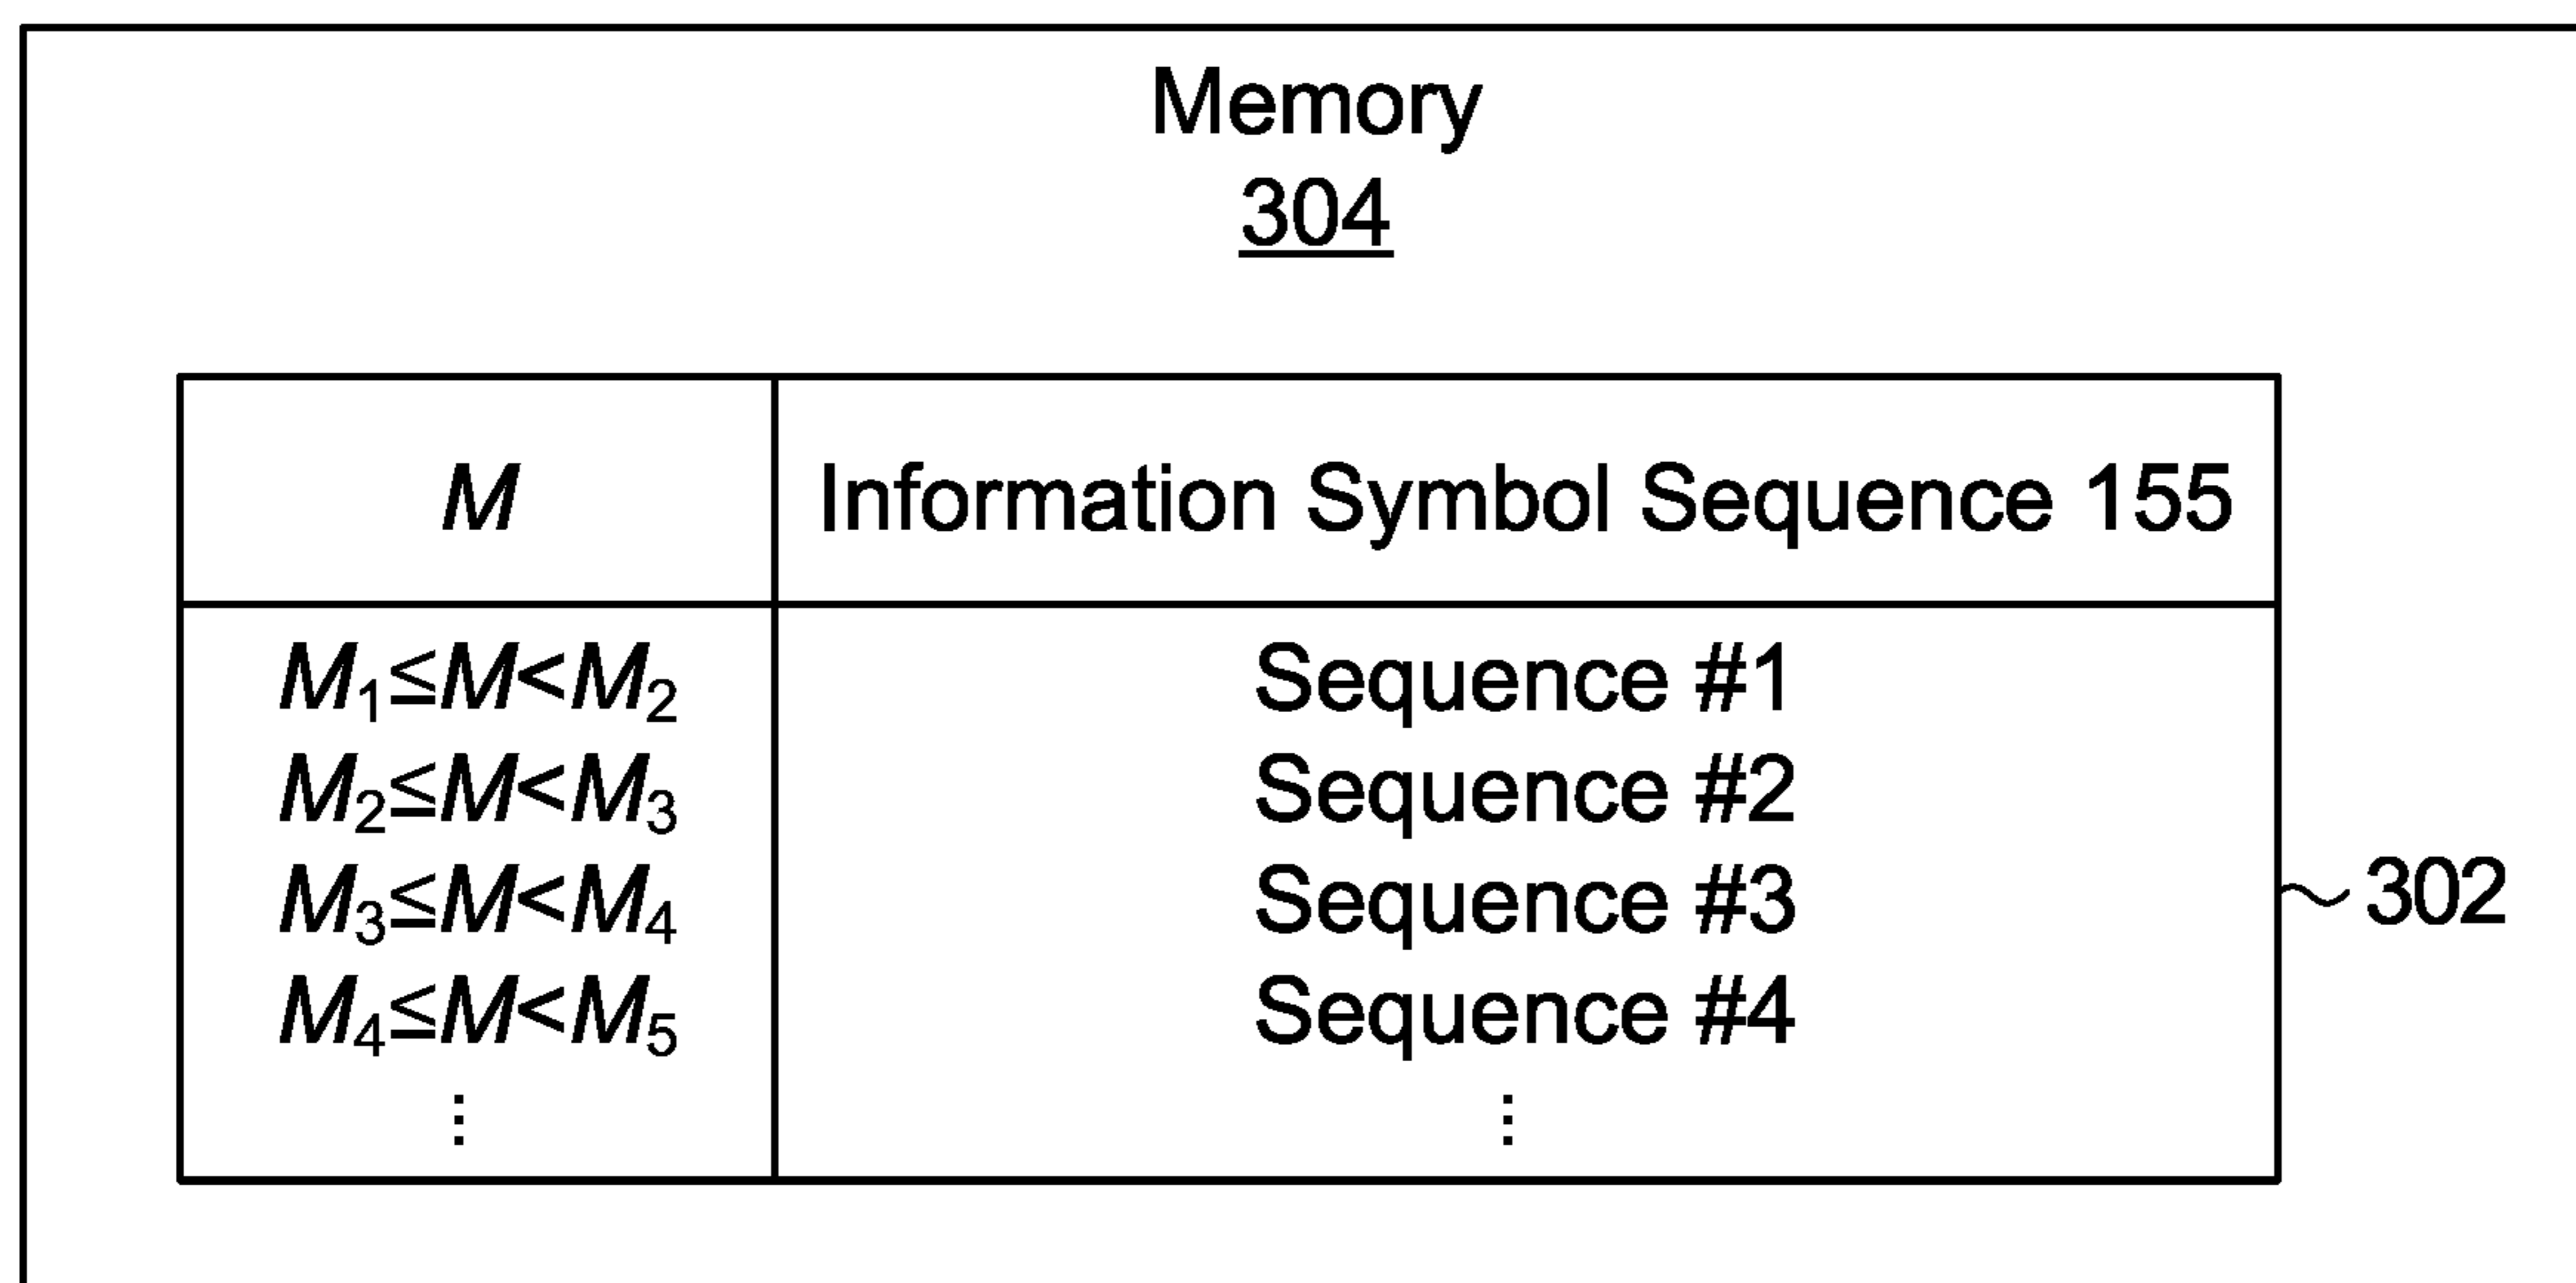 Memory
304
M Information Symbol Sequence 155
M₁≤M<M₂ Sequence #1
M₂≤M<M₃ Sequence #2
M₃≤M<M₄ Sequence #3
302
M₄≤M<M₅ Sequence #4
⋮ ⋮